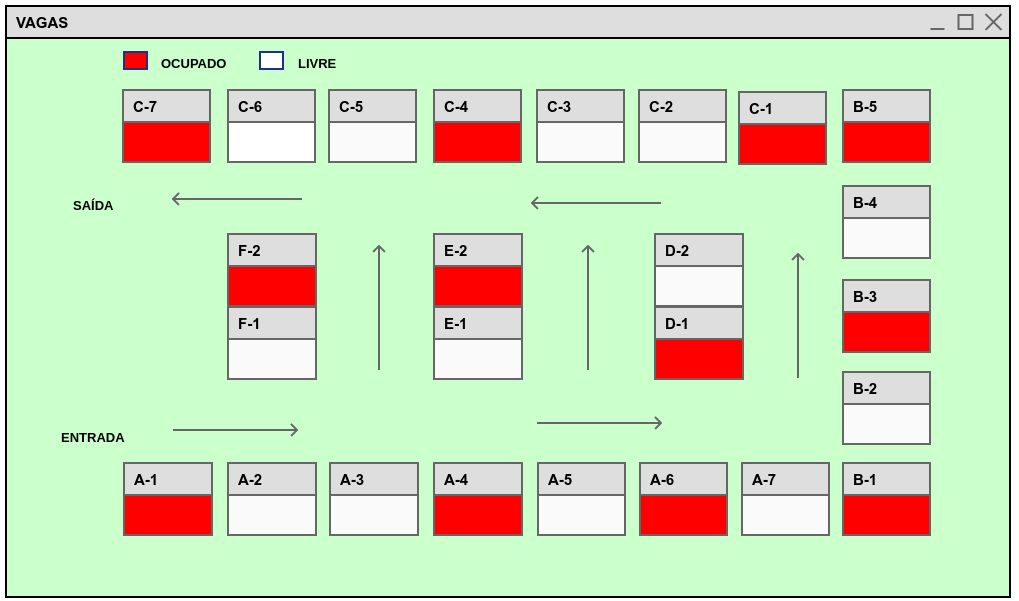 VAGAS
OCUPADO LIVRE
C-7 C-6 C-5 C-4 C-3 C-2 C-1 B-5
SAÍDA
B-4
F-2 E-2 D-2
B-3
F-1 E-1 D-1
B-2
ENTRADA
A-1 A-2 A-3 A-4 A-5 A-6 A-7 B-1